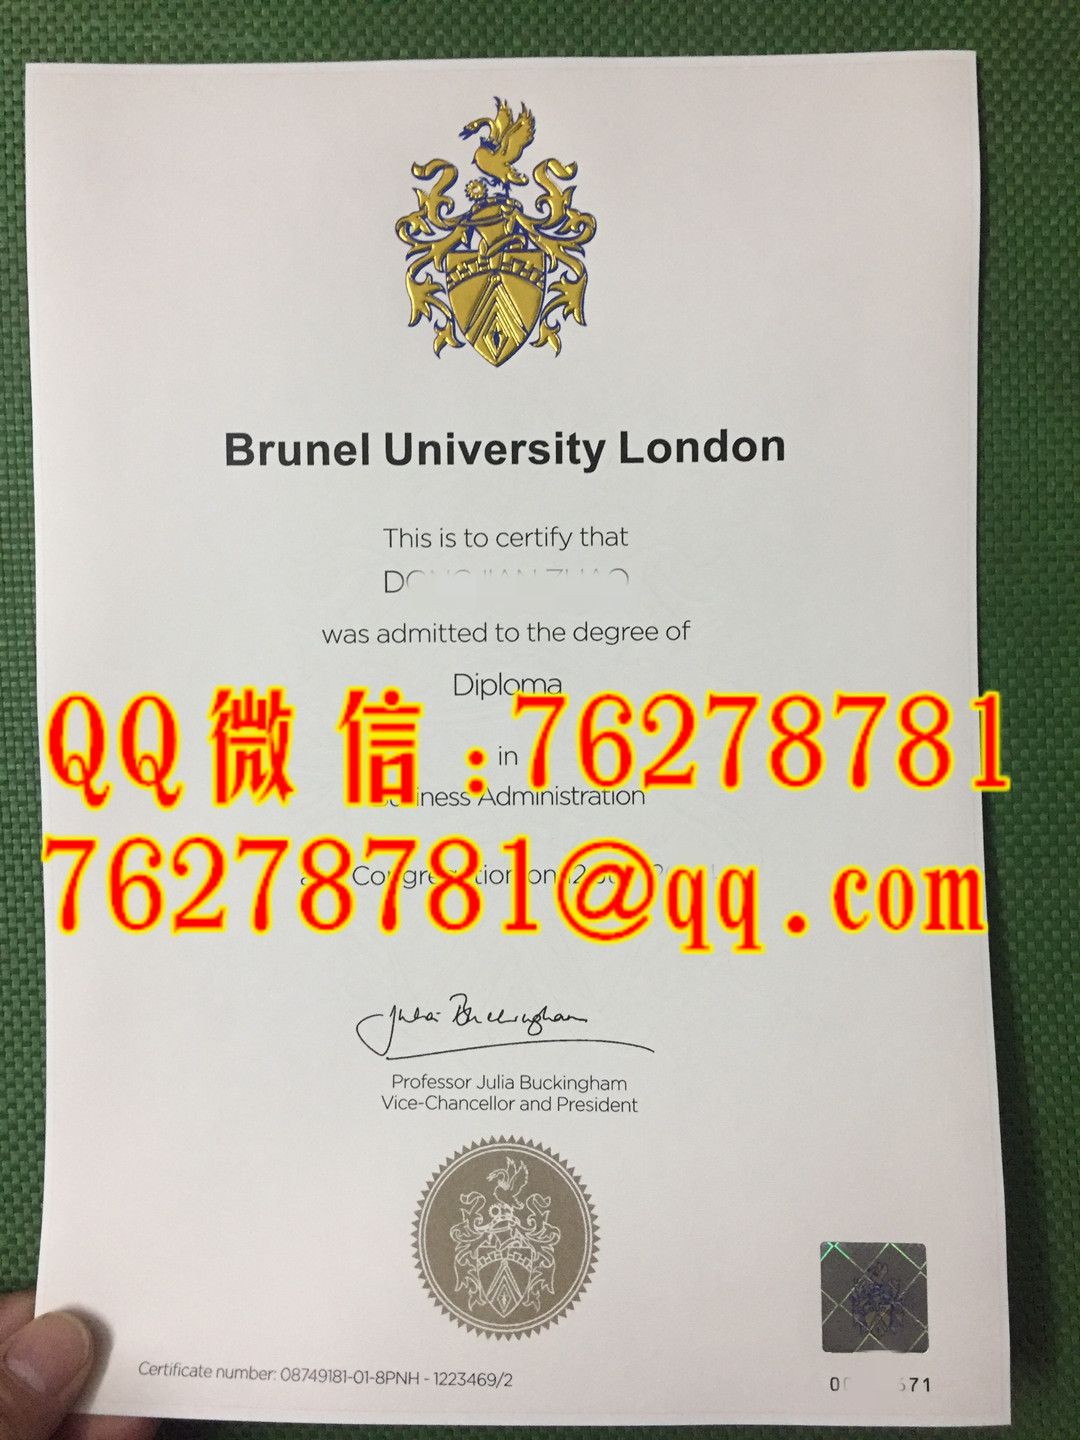 Brunel University London
This is to certify that
was admitted to the degree of
Diploma
QQ微信:76278781
in
Administration
76278781@qq.com
Julia Buckingham
Professor Julia Buckingham
Vice-Chancellor and President
Certificate number: 08749181-01-8PNH - 1223469/2